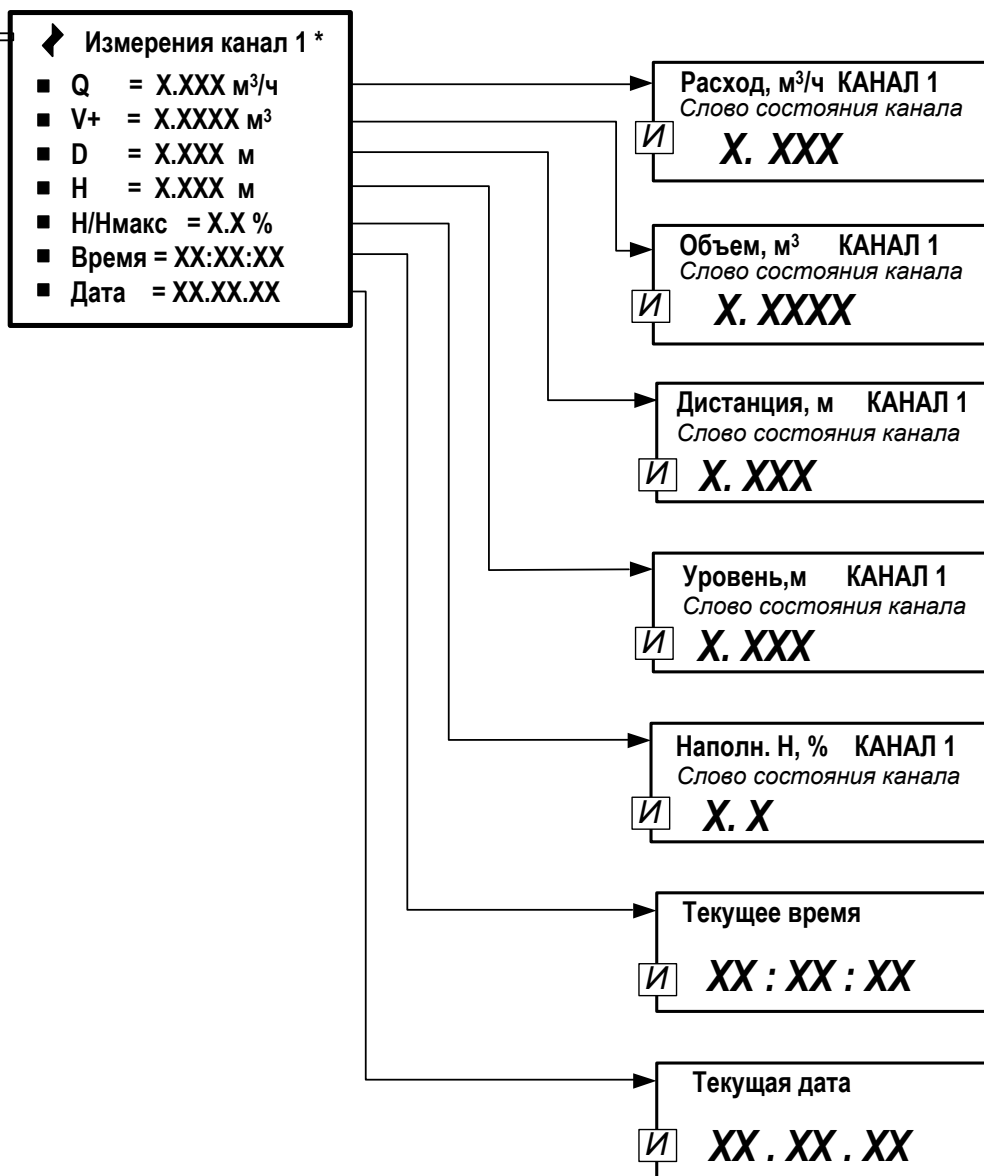 Измерения канал 1 *
Q = X.XXX м³/ч
V+ = X.XXXX м³
D = X.XXX м
H = X.XXX м
H/Hмакс = X.X %
Время = XX:XX:XX
Дата = XX.XX.XX
Расход, м³/ч КАНАЛ 1
Слово состояния канала
И X. XXX
Объем, м³ КАНАЛ 1
Слово состояния канала
И X. XXXX
Дистанция, м КАНАЛ 1
Слово состояния канала
И X. XXX
Уровень,м КАНАЛ 1
Слово состояния канала
И X. XXX
Наполн. H, % КАНАЛ 1
Слово состояния канала
И X. X
Текущее время
И XX : XX : XX
Текущая дата
И XX . XX . XX